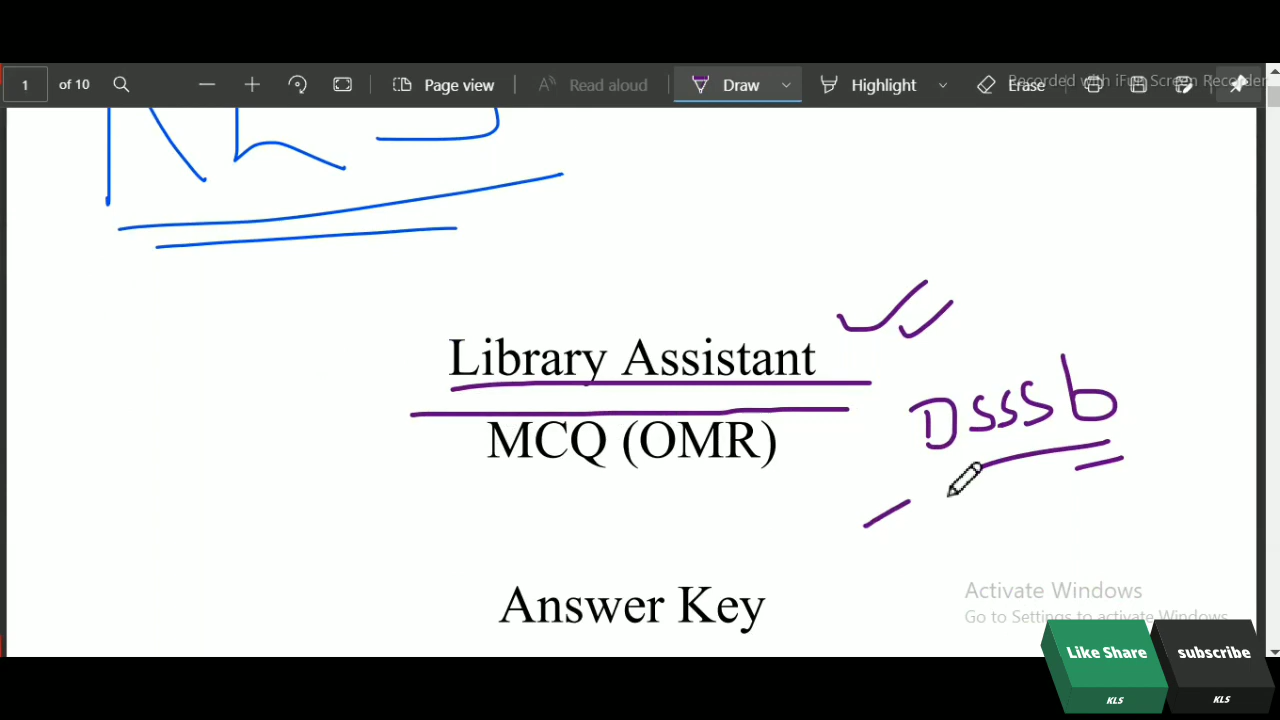 1 of 10 Page view Read aloud Draw Highlight Erase
Recorded with iFun Screen Recorder
KLS
Library Assistant
MCQ (OMR)
Dsssb
Answer Key
Activate Windows
Go to Settings to activate Windows.
Like Share subscribe
KLS KLS